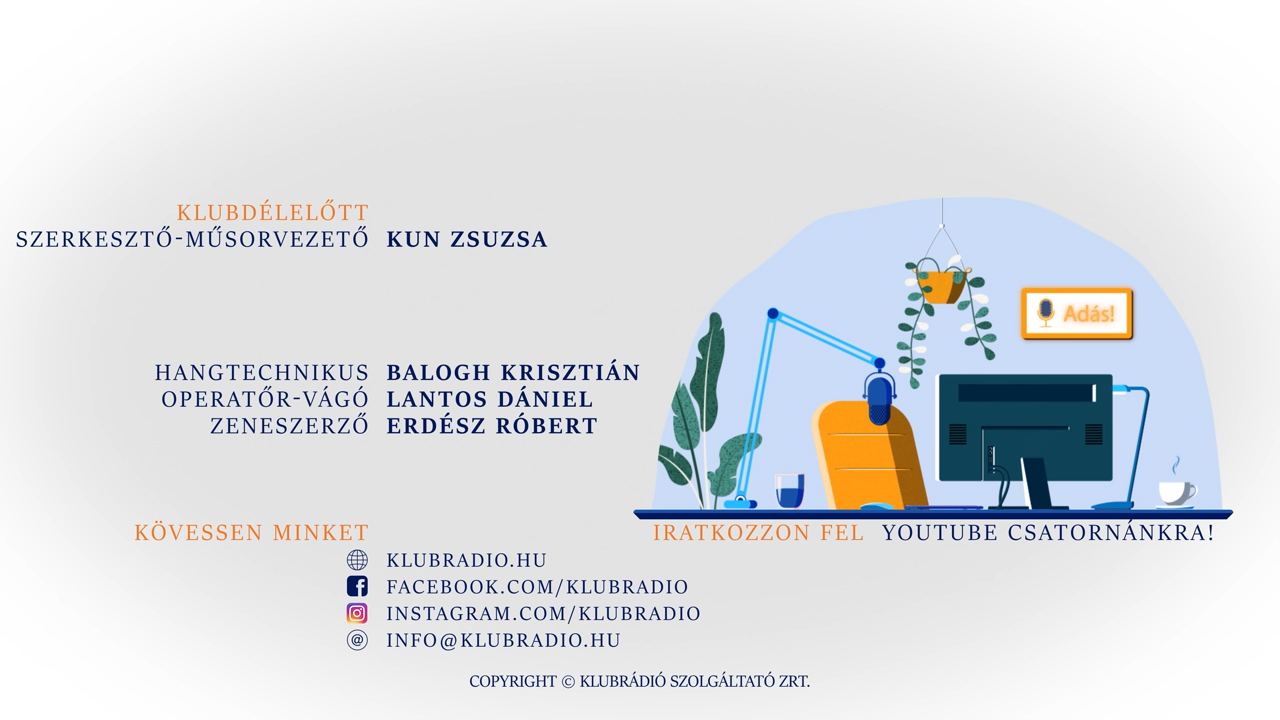 KLUBDÉLELŐTT
SZERKESZTŐ-MŰSORVEZETŐ KUN ZSUZSA
Adás!
HANGTECHNIKUS BALOGH KRISZTIÁN
OPERATŐR-VÁGÓ LANTOS DÁNIEL
ZENESZERZŐ ERDÉSZ RÓBERT
KÖVESSEN MINKET
IRATKOZZON FEL YOUTUBE CSATORNÁNKRA!
KLUBRADIO.HU
FACEBOOK.COM/KLUBRADIO
INSTAGRAM.COM/KLUBRADIO
INFO@KLUBRADIO.HU
COPYRIGHT © KLUBRÁDIÓ SZOLGÁLTATÓ ZRT.